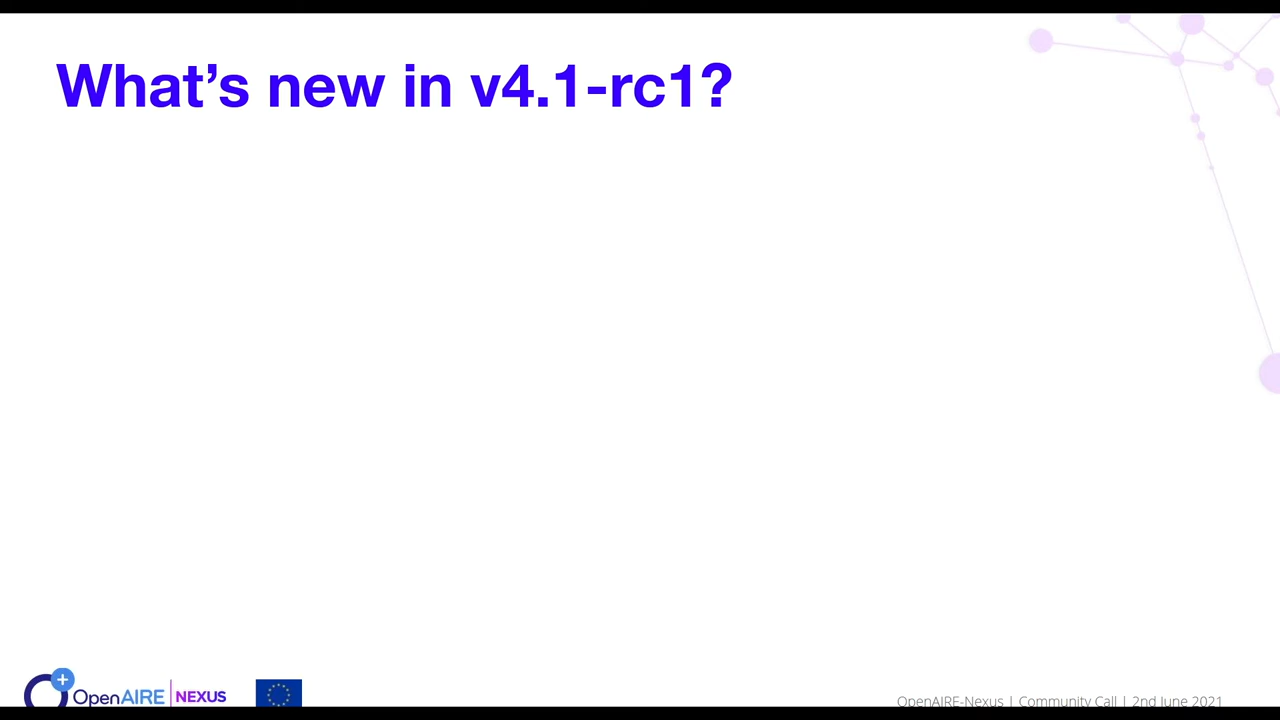 What’s new in v4.1-rc1?
OpenAIRE NEXUS
OpenAIRE-Nexus | Community Call | 2nd June 2021